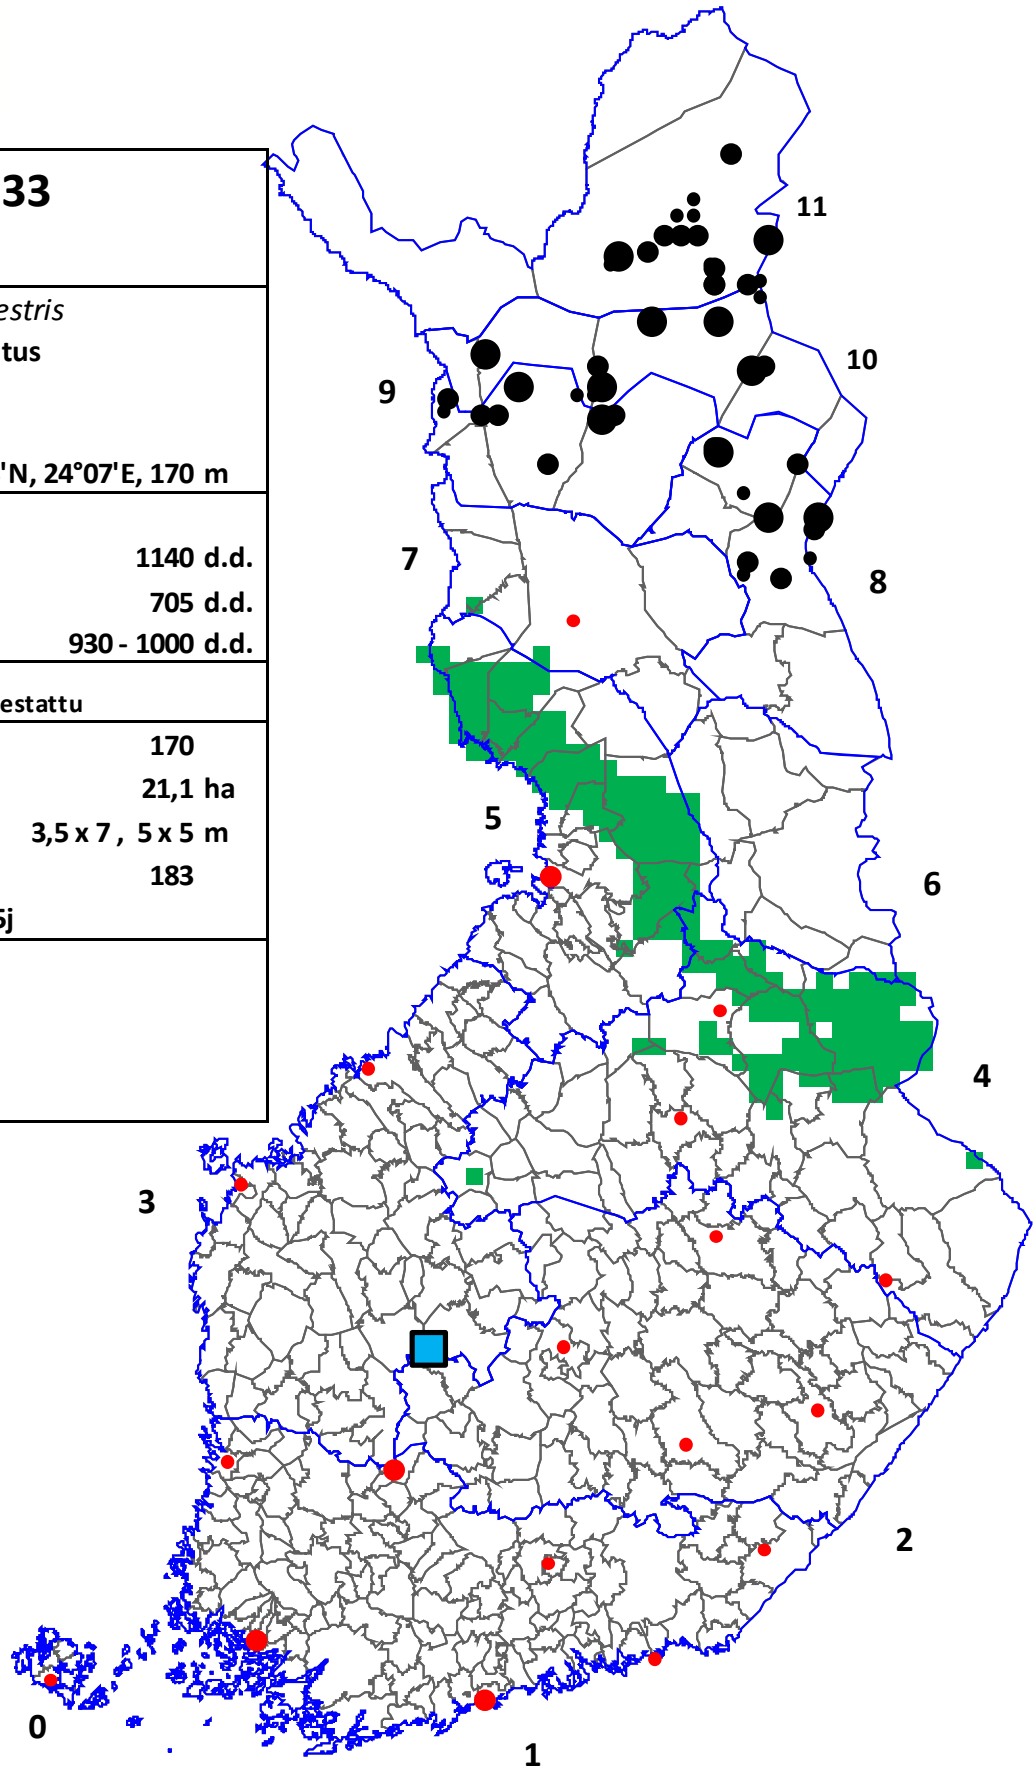 33
estris
tus
'N, 24°07'E, 170 m
1140 d.d.
705 d.d.
930 - 1000 d.d.
estattu
170
21,1 ha
3,5 x 7 , 5 x 5 m
183
5j
11
10
9
7
8
5
6
4
3
2
0
1